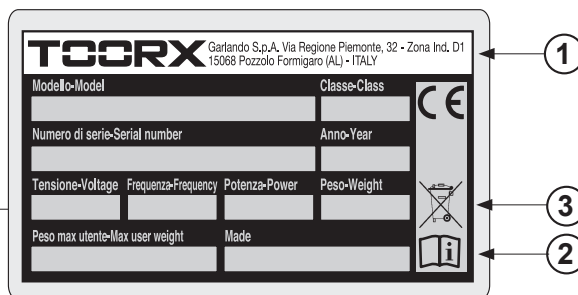 TOORX Garlando S.p.A. Via Regione Piemonte, 32 - Zona Ind. D1
15068 Pozzolo Formigaro (AL) - ITALY
1
Modello-Model Classe-Class
CE
Numero di serie-Serial number Anno-Year
Tensione-Voltage Frequenza-Frequency Potenza-Power Peso-Weight
3
Peso max utente-Max user weight Made
i
2